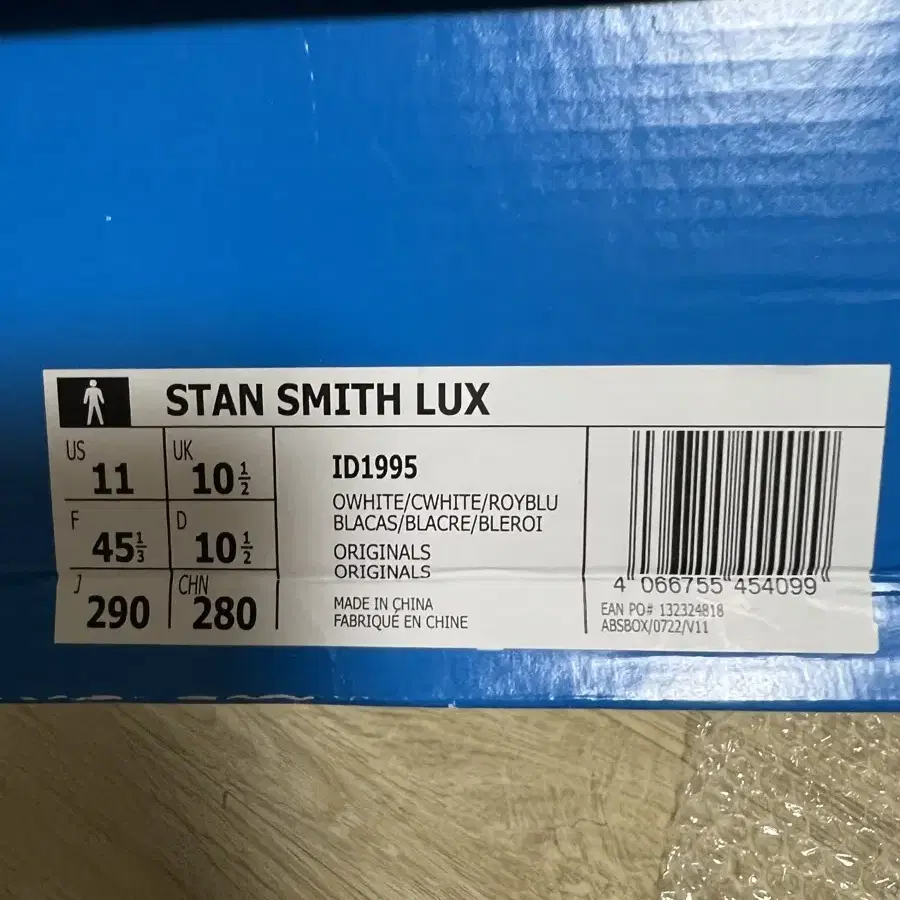 STAN SMITH LUX
US 11 UK 10 1/2
F 45 1/3 D 10 1/2
J 290 CHN 280
ID1995
OWHITE/CWHITE/ROYBLU
BLACAS/BLACRE/BLEROI
ORIGINALS
ORIGINALS
MADE IN CHINA
FABRIQUÉ EN CHINE
4 066755 454099
EAN PO# 132324818
ABSBOX/0722/V11